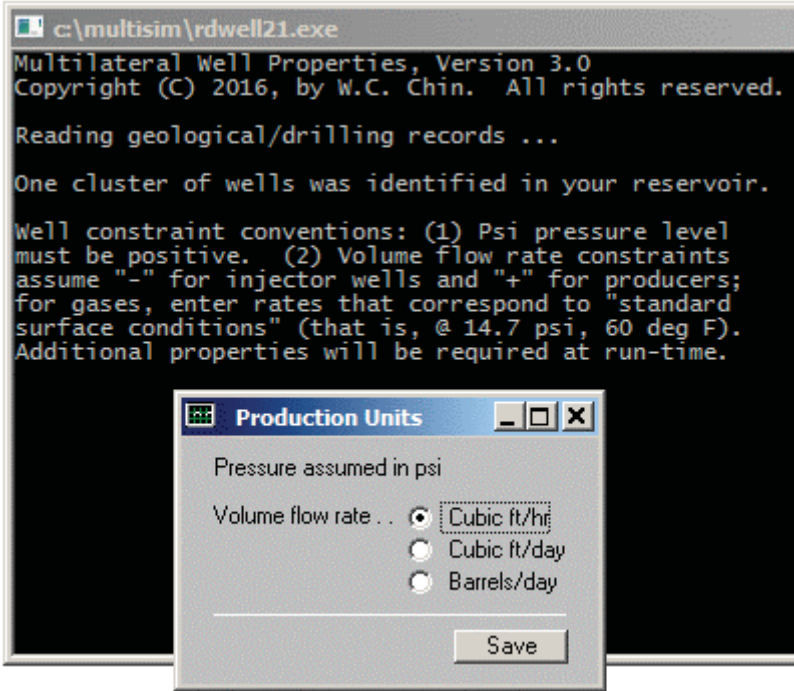 c:\multisim\rdwell21.exe
Multilateral Well Properties, Version 3.0
Copyright (C) 2016, by W.C. Chin.  All rights reserved.
Reading geological/drilling records ...
One cluster of wells was identified in your reservoir.
Well constraint conventions: (1) Psi pressure level
must be positive.  (2) Volume flow rate constraints
assume "-" for injector wells and "+" for producers;
for gases, enter rates that correspond to "standard
surface conditions" (that is, @ 14.7 psi, 60 deg F).
Additional properties will be required at run-time.
Production Units
Pressure assumed in psi
Volume flow rate . . Cubic ft/hr
Cubic ft/day
Barrels/day
Save